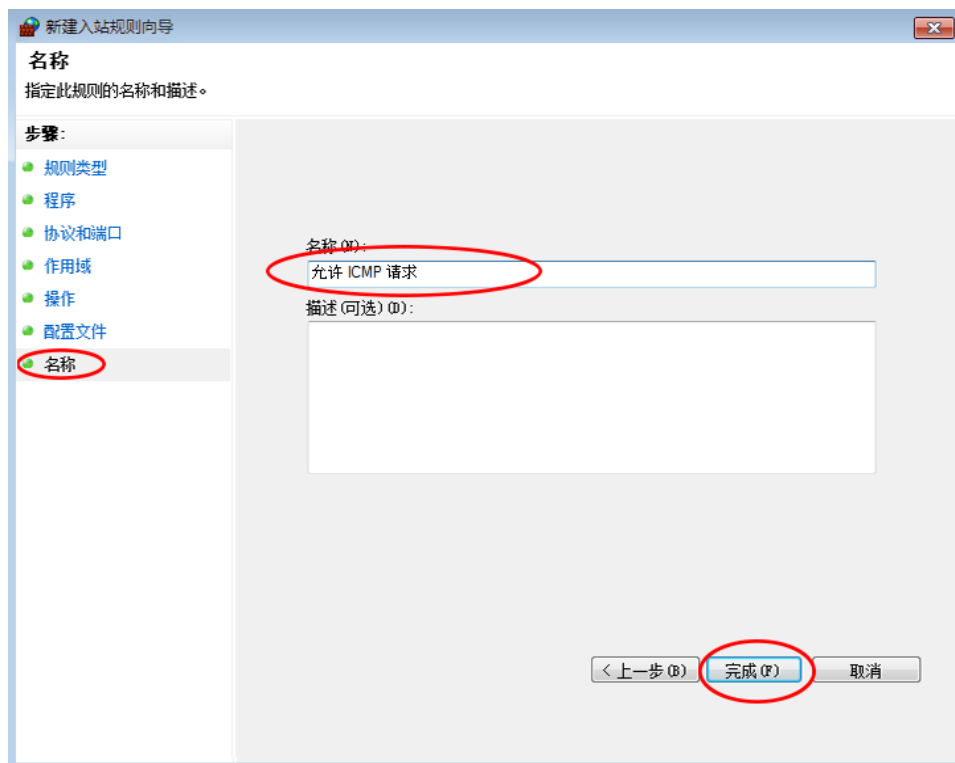 新建入站规则向导
名称
指定此规则的名称和描述。
步骤:
规则类型
程序
协议和端口
作用域
操作
配置文件
名称
名称(N):
允许 ICMP 请求
描述(可选)(D):
< 上一步(B)
完成(F)
取消